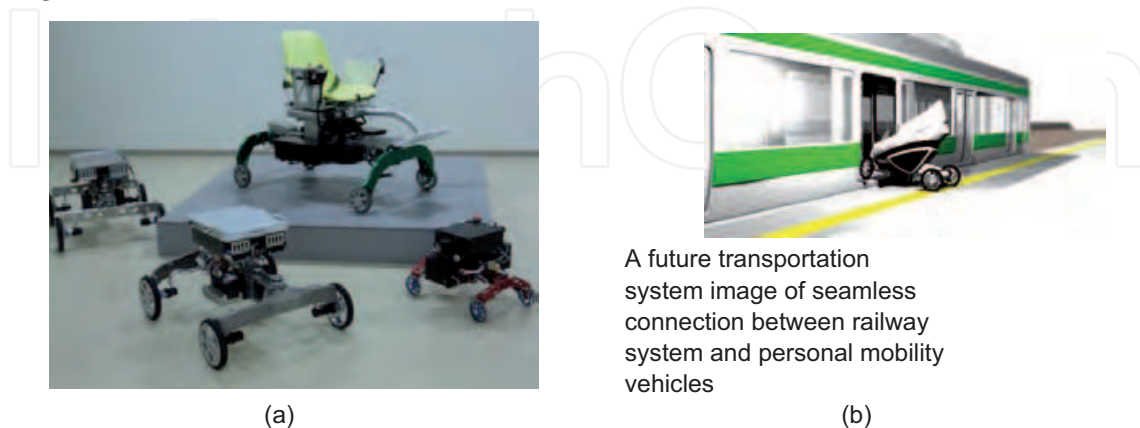 A future transportation
system image of seamless
connection between railway
system and personal mobility
vehicles
(a)
(b)